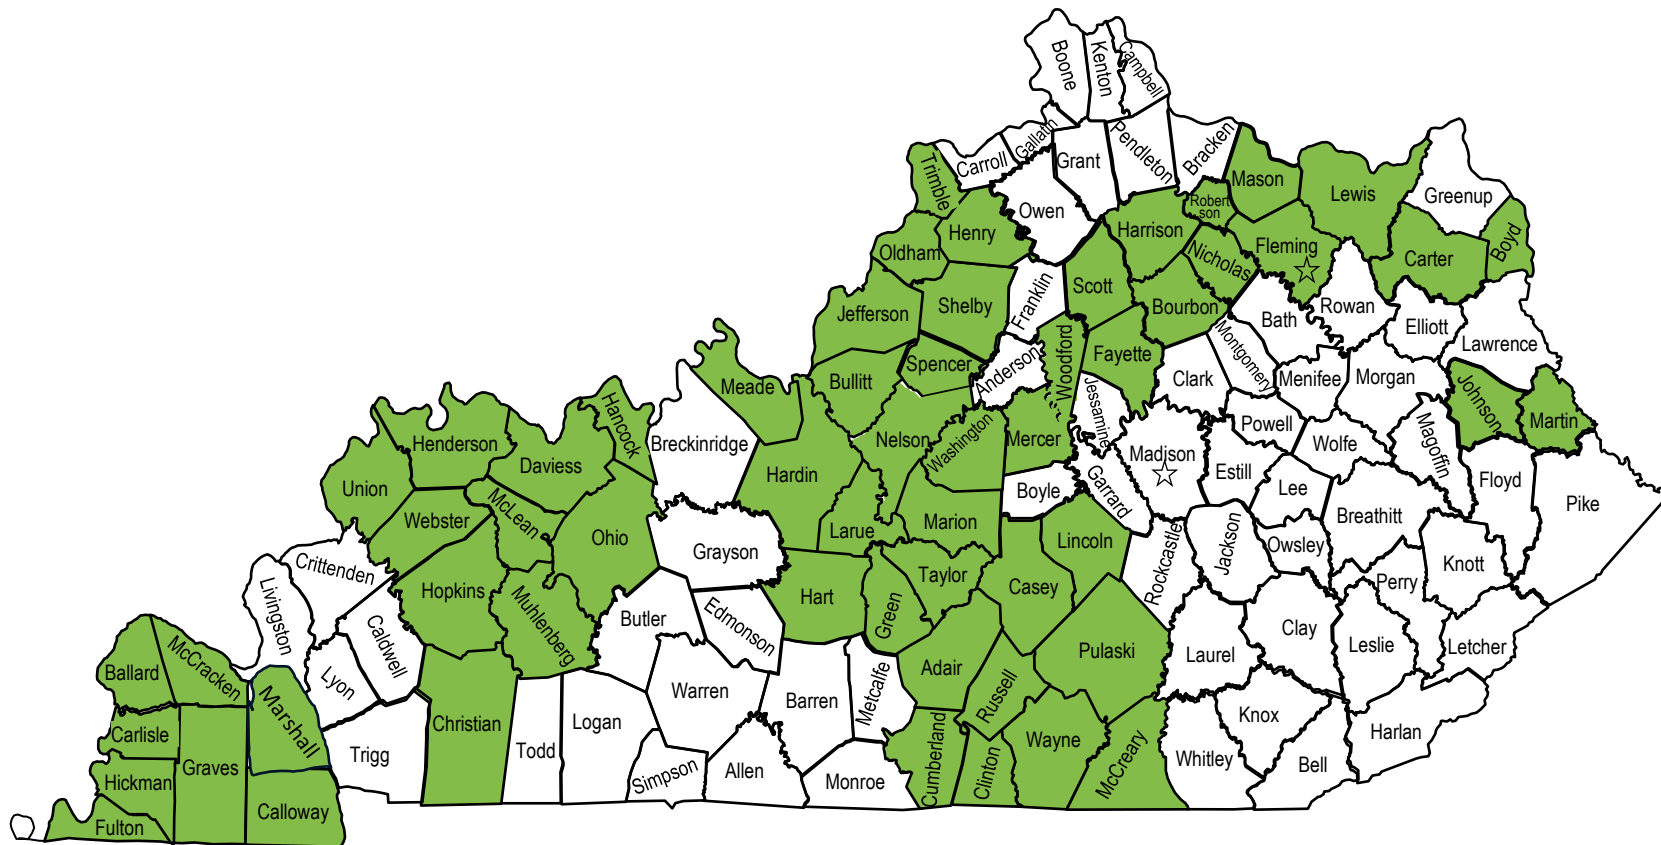 Boone
Kenton
Campbell
Gallatin
Carroll
Grant
Pendleton
Bracken
Trimble
Owen
Mason
Robert
son
Lewis
Greenup
Henry
Harrison
Oldham
Nicholas
Fleming
Carter
Boyd
Franklin
Scott
Shelby
Jefferson
Bourbon
Bath
Rowan
Elliott
Lawrence
Spencer
Anderson
Woodford
Fayette
Montgomery
Clark
Menifee
Morgan
Johnson
Martin
Meade
Bullitt
Jessamine
Hancock
Breckinridge
Henderson
Daviess
Nelson
Washington
Mercer
Madison
Powell
Wolfe
Magoffin
Estill
Lee
Floyd
Pike
Union
Hardin
Boyle
Garrard
McLean
Webster
Ohio
Grayson
Larue
Marion
Lincoln
Rockcastle
Jackson
Owsley
Breathitt
Knott
Perry
Crittenden
Livingston
Hopkins
Muhlenberg
Butler
Edmonson
Hart
Green
Taylor
Casey
Caldwell
Lyon
Ballard
McCracken
Marshall
Warren
Barren
Metcalfe
Adair
Russell
Pulaski
Laurel
Clay
Leslie
Letcher
Carlisle
Graves
Hickman
Fulton
Calloway
Trigg
Christian
Todd
Logan
Simpson
Allen
Monroe
Cumberland
Clinton
Wayne
McCreary
Whitley
Knox
Bell
Harlan